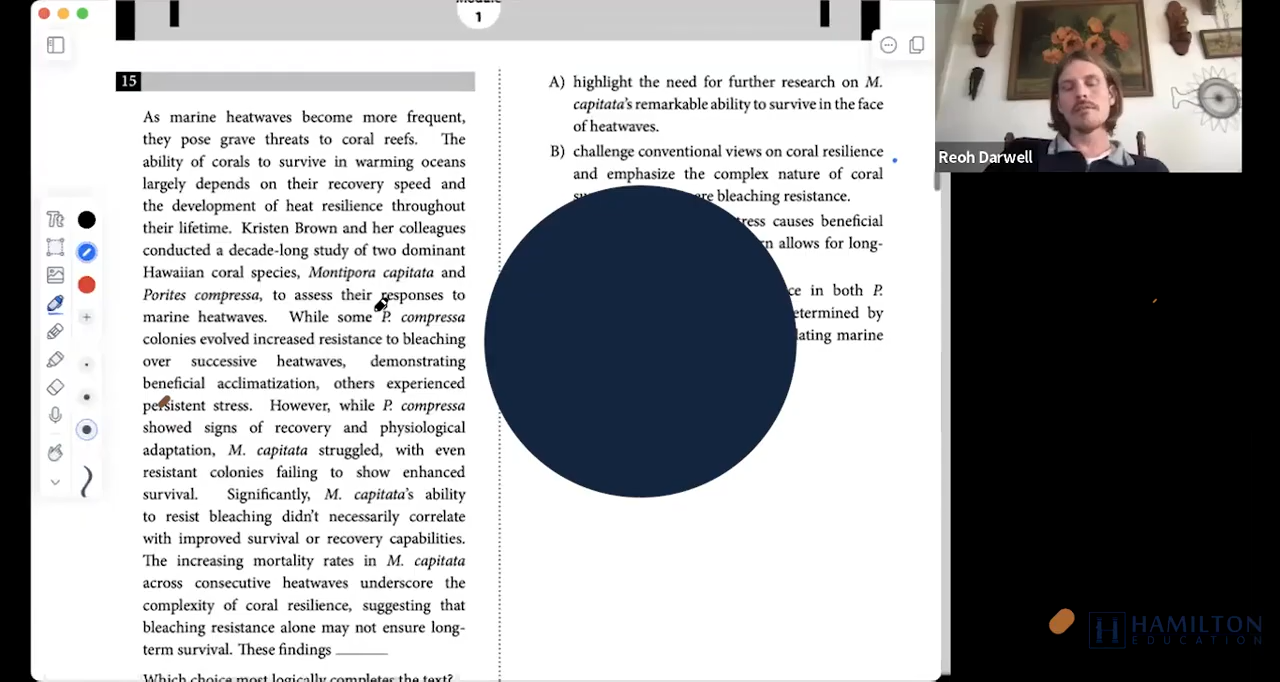 Module
1
15
As marine heatwaves become more frequent,
they pose grave threats to coral reefs. The
ability of corals to survive in warming oceans
largely depends on their recovery speed and
the development of heat resilience throughout
their lifetime. Kristen Brown and her colleagues
conducted a decade-long study of two dominant
Hawaiian coral species, Montipora capitata and
Porites compressa, to assess their responses to
marine heatwaves. While some P. compressa
colonies evolved increased resistance to bleaching
over successive heatwaves, demonstrating
beneficial acclimatization, others experienced
persistent stress. However, while P. compressa
showed signs of recovery and physiological
adaptation, M. capitata struggled, with even
resistant colonies failing to show enhanced
survival. Significantly, M. capitata's ability
to resist bleaching didn't necessarily correlate
with improved survival or recovery capabilities.
The increasing mortality rates in M. capitata
across consecutive heatwaves underscore the
complexity of coral resilience, suggesting that
bleaching resistance alone may not ensure long-
term survival. These findings ______
Which choice most logically completes the text?
A) highlight the need for further research on M.
capitata's remarkable ability to survive in the face
of heatwaves.
B) challenge conventional views on coral resilience
and emphasize the complex nature of coral
bleaching resistance.
causes beneficial
allows for long-
in both P.
determined by
marine
Tt
Reoh Darwell
H HAMILTON
EDUCATION